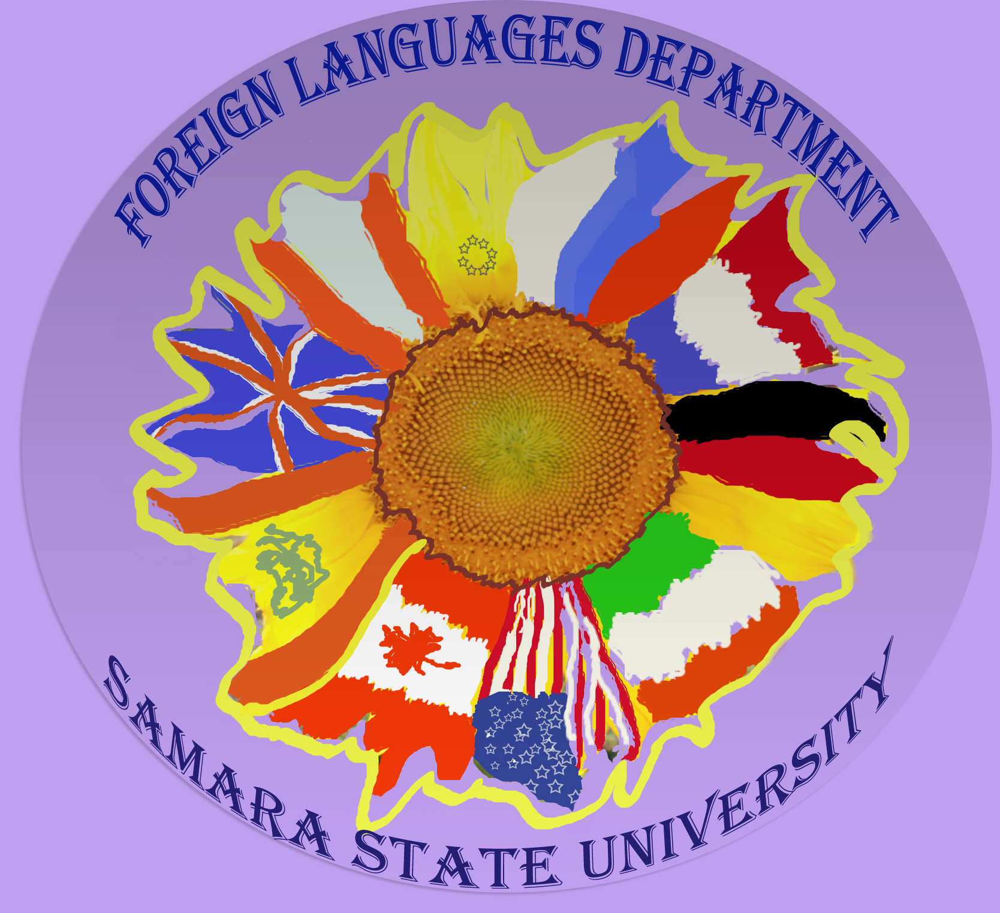 FOREIGN LANGUAGES DEPARTMENT
SAMARA STATE UNIVERSITY